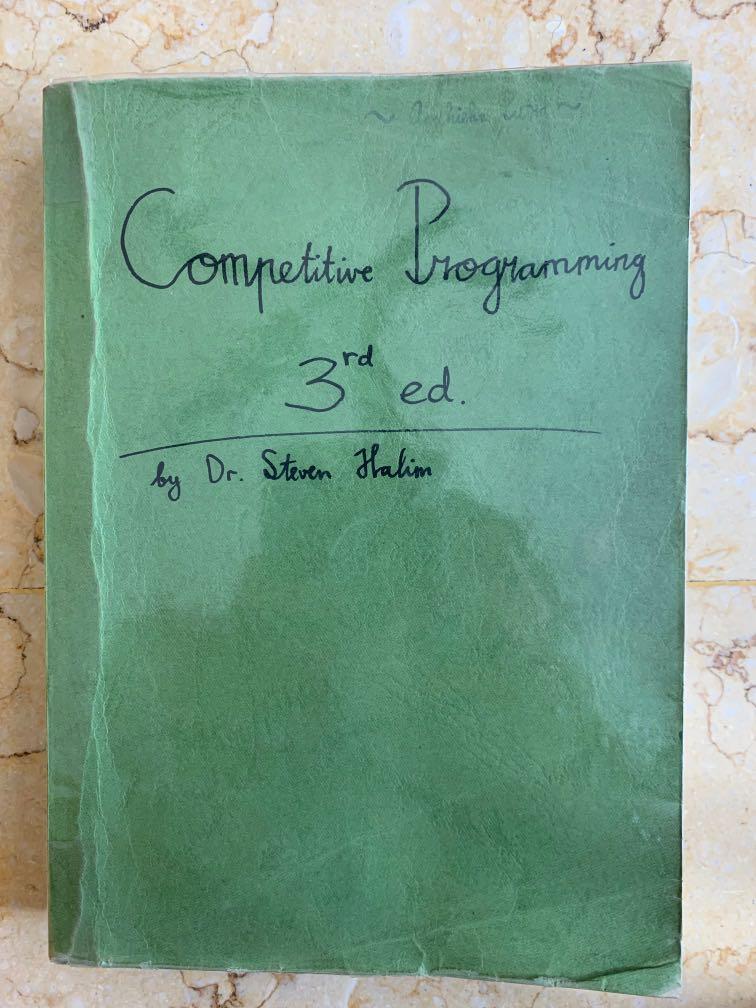 Competitive Programming
3rd ed.
by Dr. Steven Halim